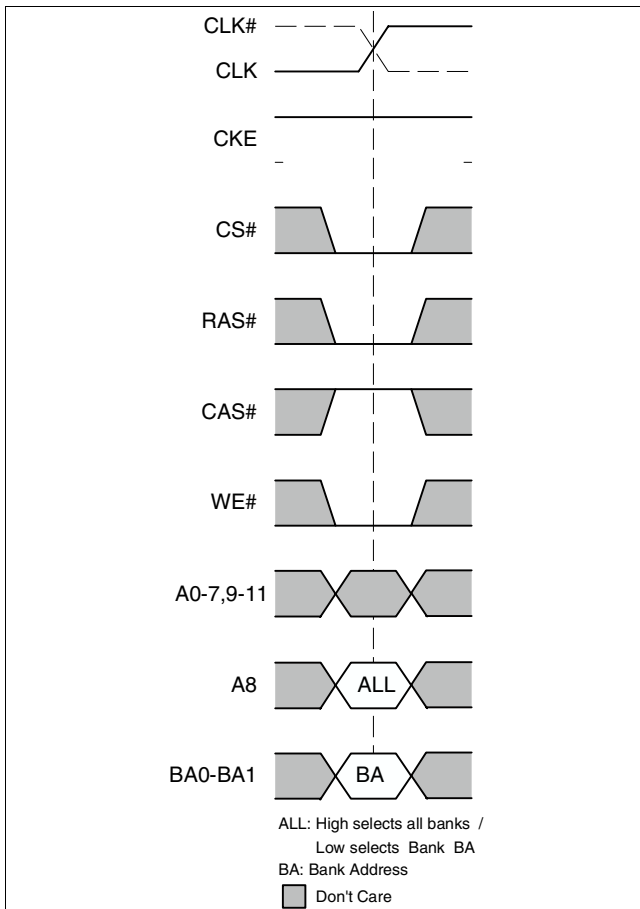 CLK#
CLK
CKE
CS#
RAS#
CAS#
WE#
A0-7,9-11
A8
ALL
BA0-BA1
BA
ALL: High selects all banks /
Low selects Bank BA
BA: Bank Address
Don't Care